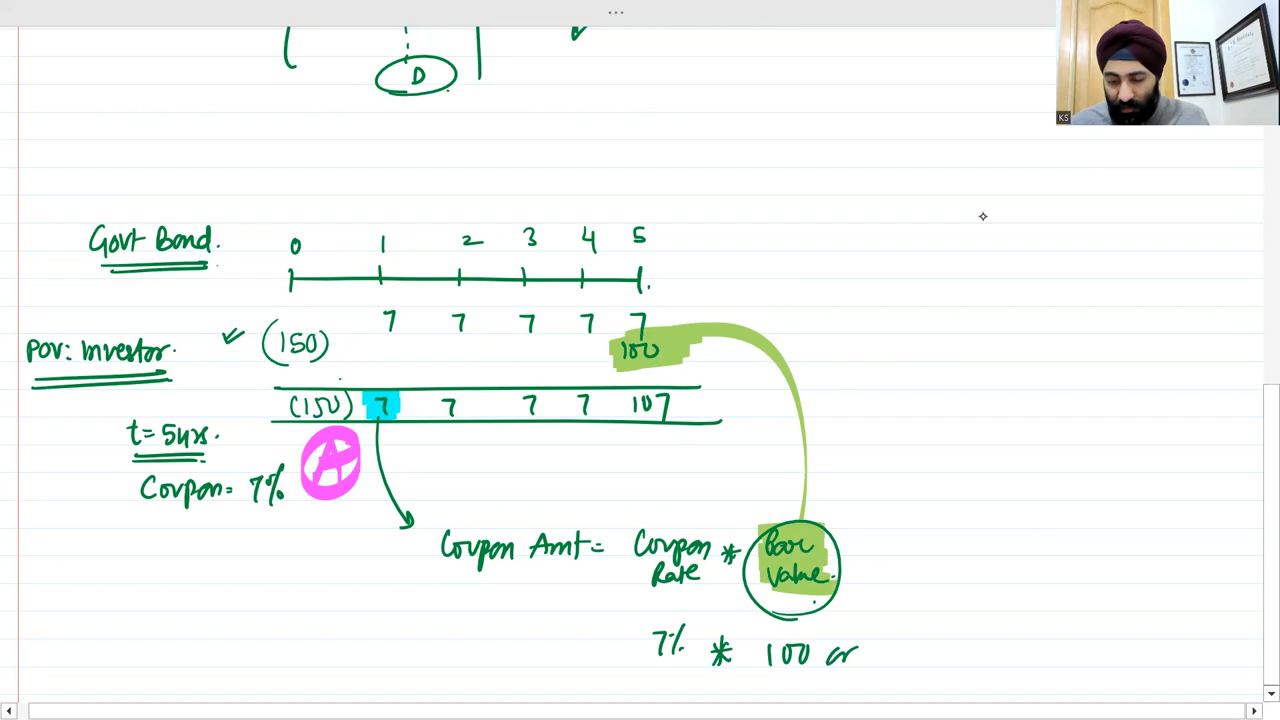 D
Govt Bond.
0 1 2 3 4 5
7 7 7 7 7
POV: Investor.
(150)
100
(150) 7 7 7 7 107
t = 5yrs.
A
Coupon = 7%
Coupon Amt = Coupon Rate * Par Value.
7% * 100 cr
KS